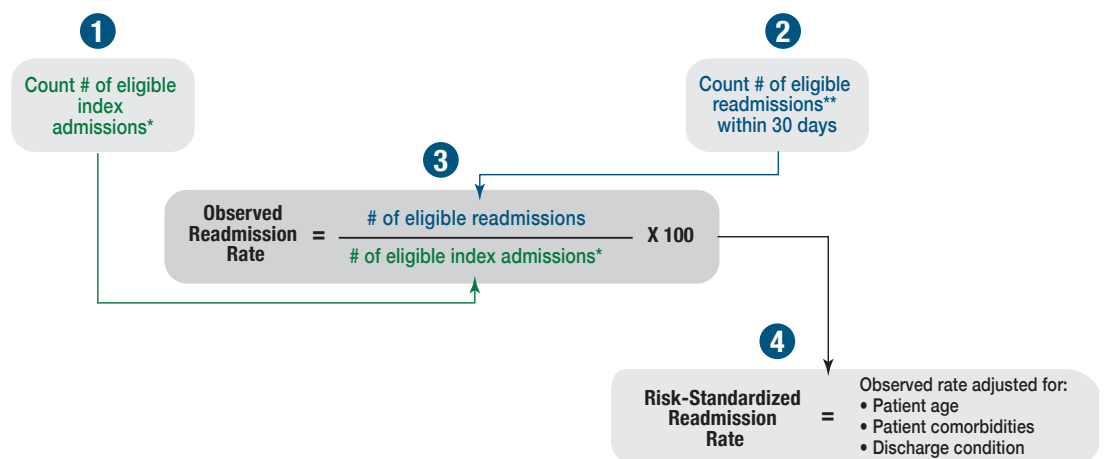 1
Count # of eligible
index
admissions*
2
Count # of eligible
readmissions**
within 30 days
3
Observed
Readmission
Rate
=
# of eligible readmissions
# of eligible index admissions*
X 100
4
Risk-Standardized
Readmission
Rate
=
Observed rate adjusted for:
• Patient age
• Patient comorbidities
• Discharge condition